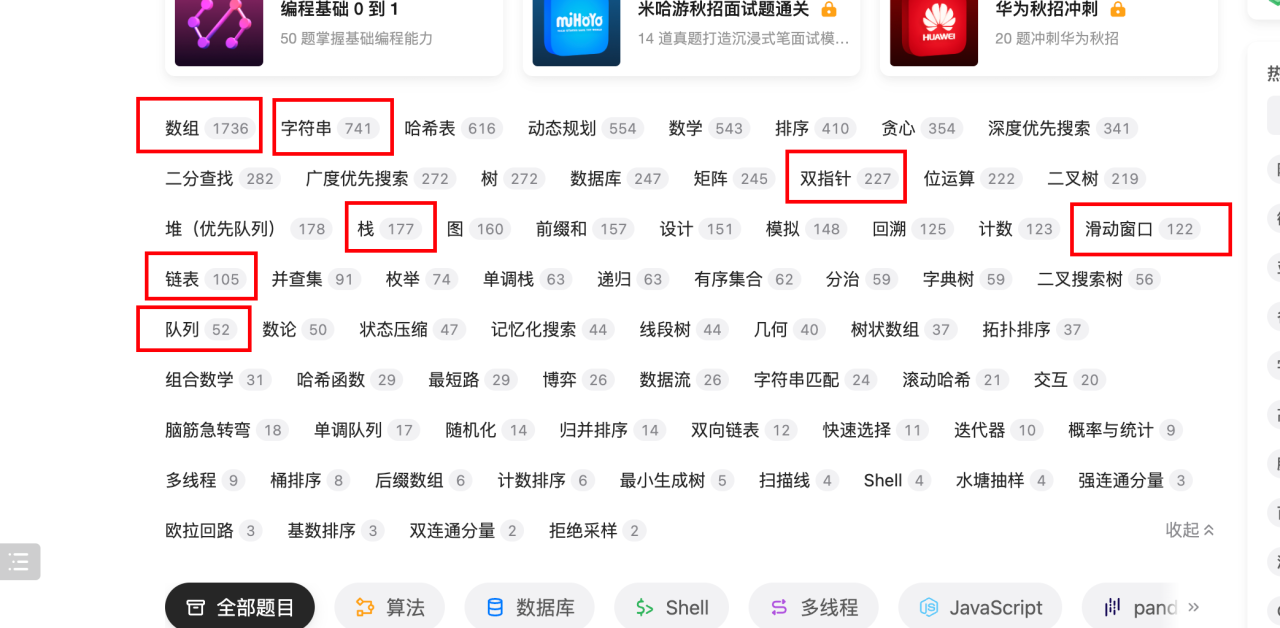 编程基础 0 到 1 米哈游秋招面试题通关 华为秋招冲刺
miHoYo HUAWEI
50 题掌握基础编程能力 14 道真题打造沉浸式笔面试模… 20 题冲刺华为秋招
数组 1736 字符串 741 哈希表 616 动态规划 554 数学 543 排序 410 贪心 354 深度优先搜索 341
二分查找 282 广度优先搜索 272 树 272 数据库 247 矩阵 245 双指针 227 位运算 222 二叉树 219
堆（优先队列） 178 栈 177 图 160 前缀和 157 设计 151 模拟 148 回溯 125 计数 123 滑动窗口 122
链表 105 并查集 91 枚举 74 单调栈 63 递归 63 有序集合 62 分治 59 字典树 59 二叉搜索树 56
队列 52 数论 50 状态压缩 47 记忆化搜索 44 线段树 44 几何 40 树状数组 37 拓扑排序 37
组合数学 31 哈希函数 29 最短路 29 博弈 26 数据流 26 字符串匹配 24 滚动哈希 21 交互 20
脑筋急转弯 18 单调队列 17 随机化 14 归并排序 14 双向链表 12 快速选择 11 迭代器 10 概率与统计 9
多线程 9 桶排序 8 后缀数组 6 计数排序 6 最小生成树 5 扫描线 4 Shell 4 水塘抽样 4 强连通分量 3
欧拉回路 3 基数排序 3 双连通分量 2 拒绝采样 2 收起
全部题目 算法 数据库 $> Shell 多线程 JS JavaScript pand »